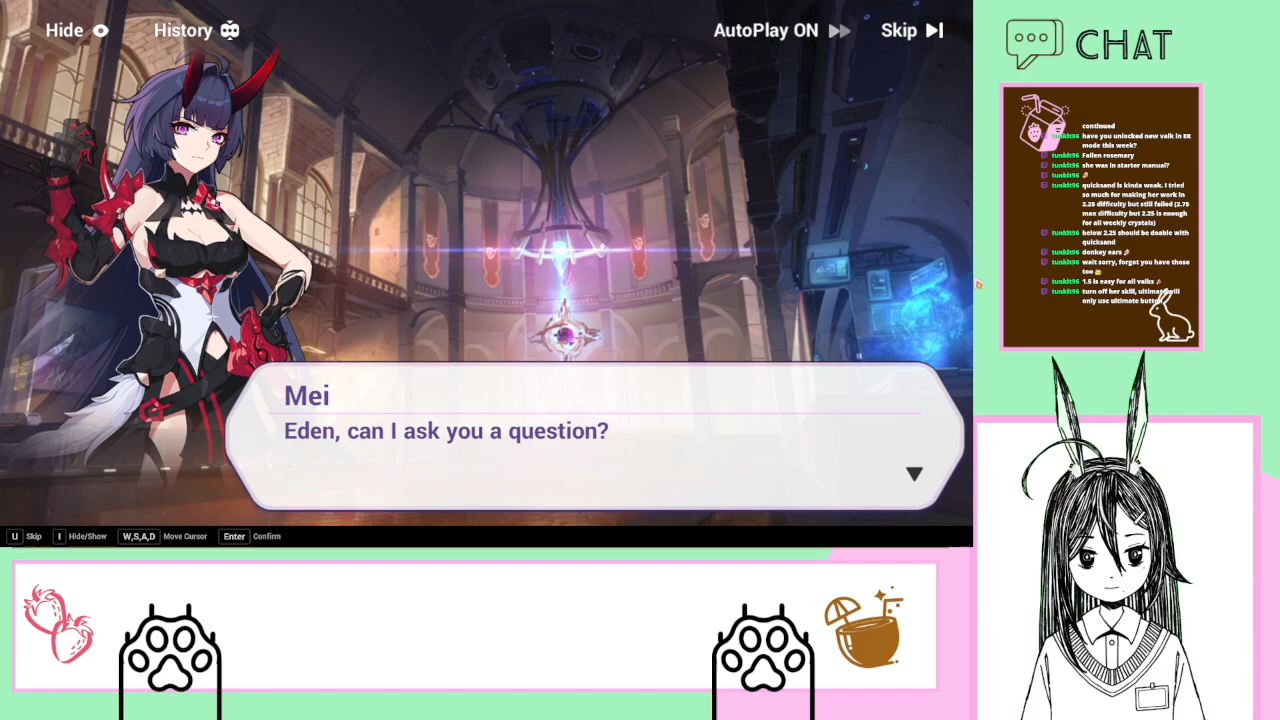 Hide
History
AutoPlay ON
Skip
CHAT
continued
tunkit96 have you unlocked new valk in ER
mode this week?
tunkit96 Fallen rosemary
tunkit96 she was in starter manual?
tunkit96
tunkit96 quicksand is kinda weak. I tried
so much for making her work in
2.25 difficulty but still failed (2.75
max difficulty but 2.25 is enough
for all weekly crystals)
tunkit96 below 2.25 should be doable with
quicksand
tunkit96 donkey ears
tunkit96 wait sorry, forgot you have those
too
tunkit96 1.5 is easy for all valks
tunkit96 turn off her skill, ultimate will
only use ultimate button
Mei
Eden, can I ask you a question?
U Skip I Hide/Show W,S,A,D Move Cursor Enter Confirm